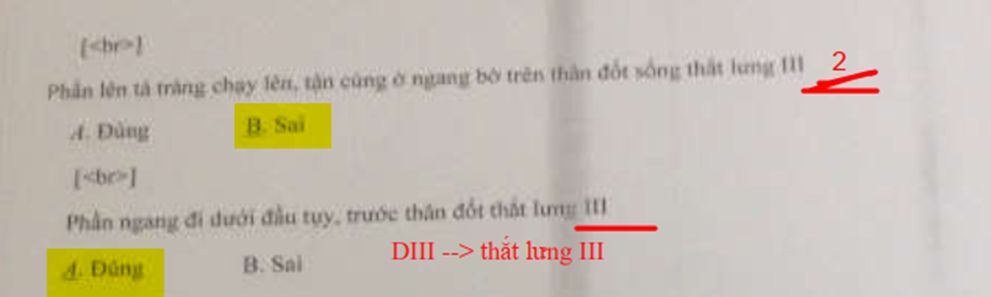 [<br>]
Phần lên tá tràng chạy lên, tận cùng ở ngang bờ trên thân đốt sống thắt lưng III 2
A. Đúng B. Sai
[<br>]
Phần ngang đi dưới đầu tụy, trước thân đốt thắt lưng III
DIII --> thắt lưng III
A. Đúng B. Sai